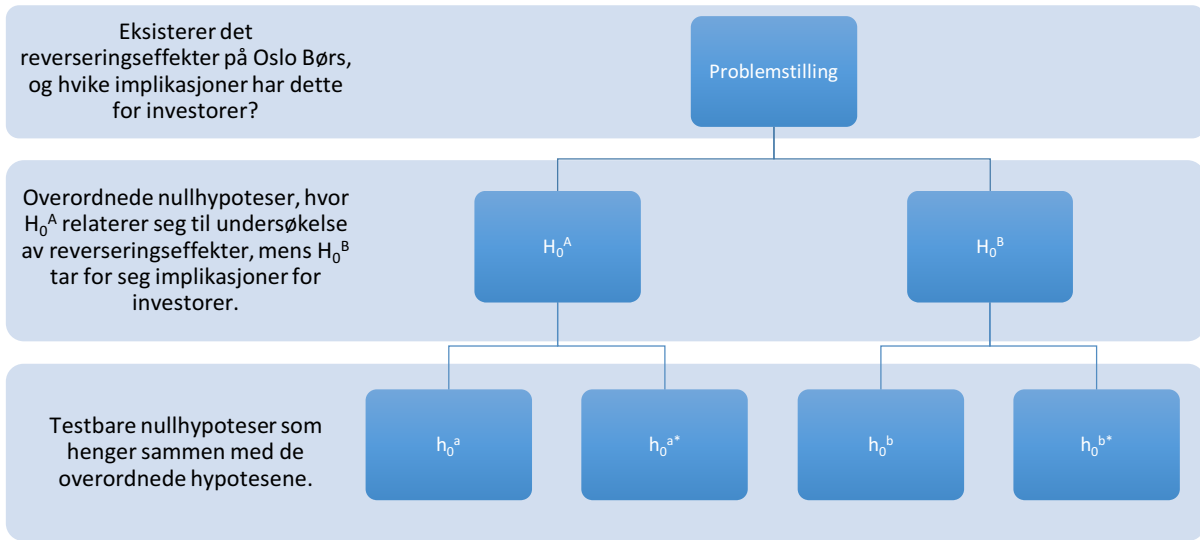 Eksisterer det
reverseringseffekter på Oslo Børs,
og hvike implikasjoner har dette
for investorer?
Problemstilling
Overordnede nullhypoteser, hvor
H₀ᴬ relaterer seg til undersøkelse
av reverseringseffekter, mens H₀ᴮ
tar for seg implikasjoner for
investorer.
H₀ᴬ
H₀ᴮ
Testbare nullhypoteser som
henger sammen med de
overordnede hypotesene.
h₀ᵃ
h₀ᵃ*
h₀ᵇ
h₀ᵇ*